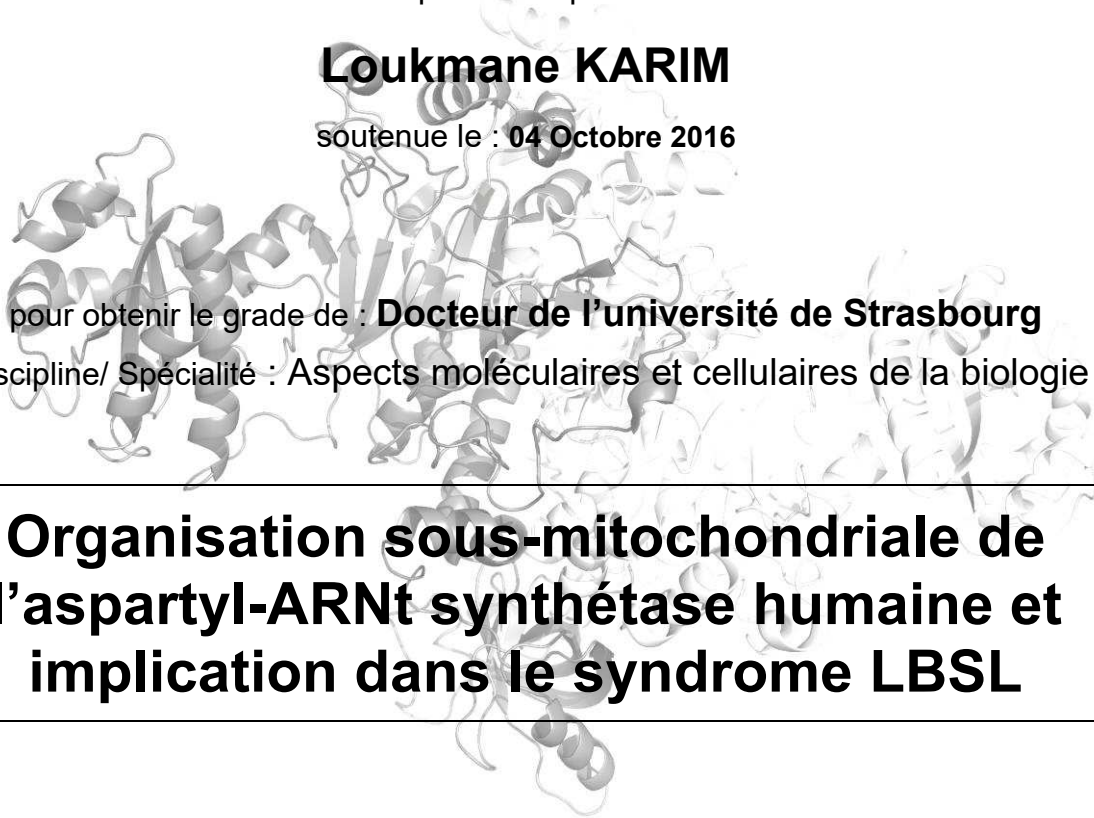 Loukmane KARIM
soutenue le : 04 Octobre 2016
pour obtenir le grade de : Docteur de l’université de Strasbourg
scipline/ Spécialité : Aspects moléculaires et cellulaires de la biologie
Organisation sous-mitochondriale de
l’aspartyl-ARNt synthétase humaine et
implication dans le syndrome LBSL